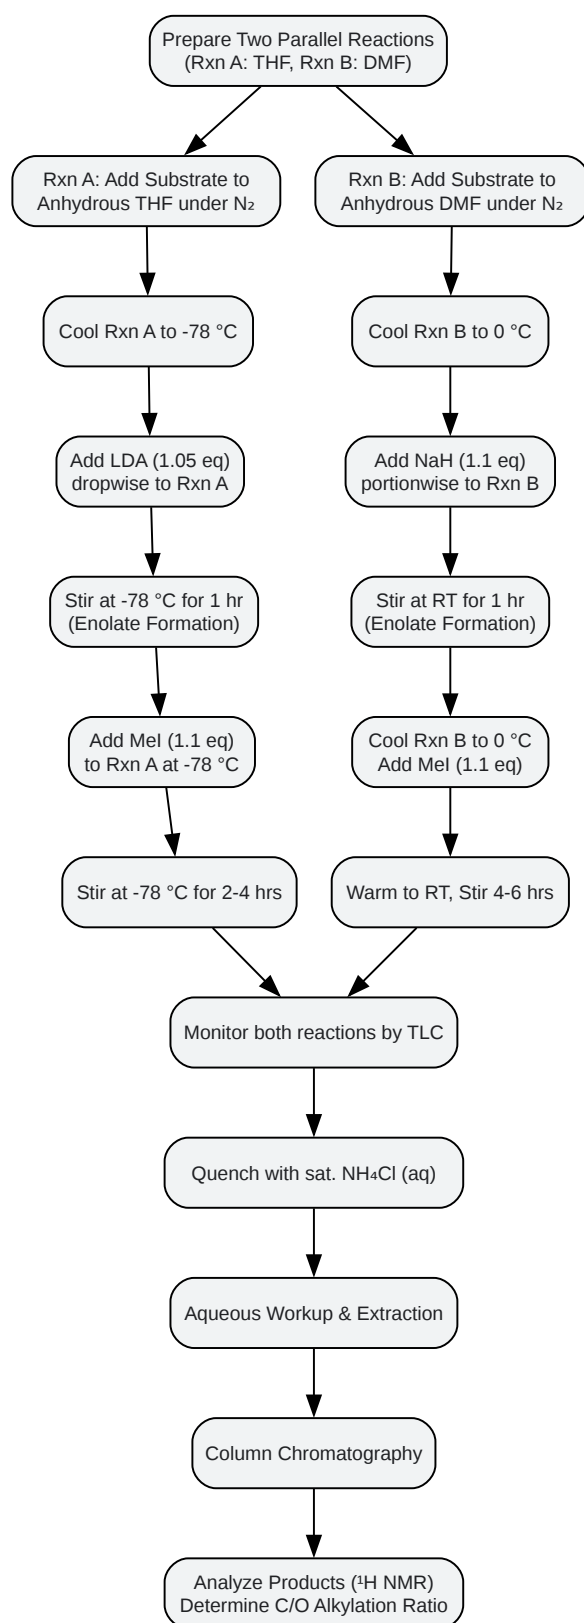 Prepare Two Parallel Reactions
(Rxn A: THF, Rxn B: DMF)
Rxn A: Add Substrate to
Anhydrous THF under N₂
Rxn B: Add Substrate to
Anhydrous DMF under N₂
Cool Rxn A to -78 °C
Cool Rxn B to 0 °C
Add LDA (1.05 eq)
dropwise to Rxn A
Add NaH (1.1 eq)
portionwise to Rxn B
Stir at -78 °C for 1 hr
(Enolate Formation)
Stir at RT for 1 hr
(Enolate Formation)
Add MeI (1.1 eq)
to Rxn A at -78 °C
Cool Rxn B to 0 °C
Add MeI (1.1 eq)
Stir at -78 °C for 2-4 hrs
Warm to RT, Stir 4-6 hrs
Monitor both reactions by TLC
Quench with sat. NH₄Cl (aq)
Aqueous Workup & Extraction
Column Chromatography
Analyze Products (¹H NMR)
Determine C/O Alkylation Ratio